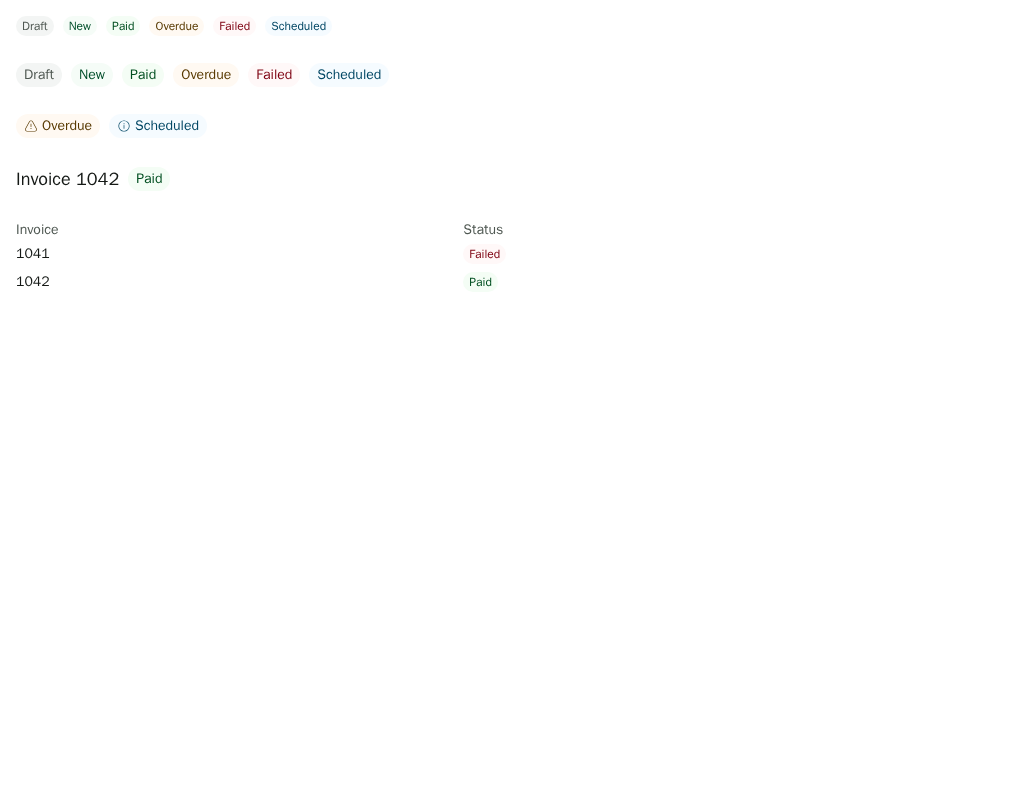 Draft New Paid Overdue Failed Scheduled
Draft New Paid Overdue Failed Scheduled
Overdue Scheduled
Invoice 1042 Paid
Invoice Status
1041 Failed
1042 Paid